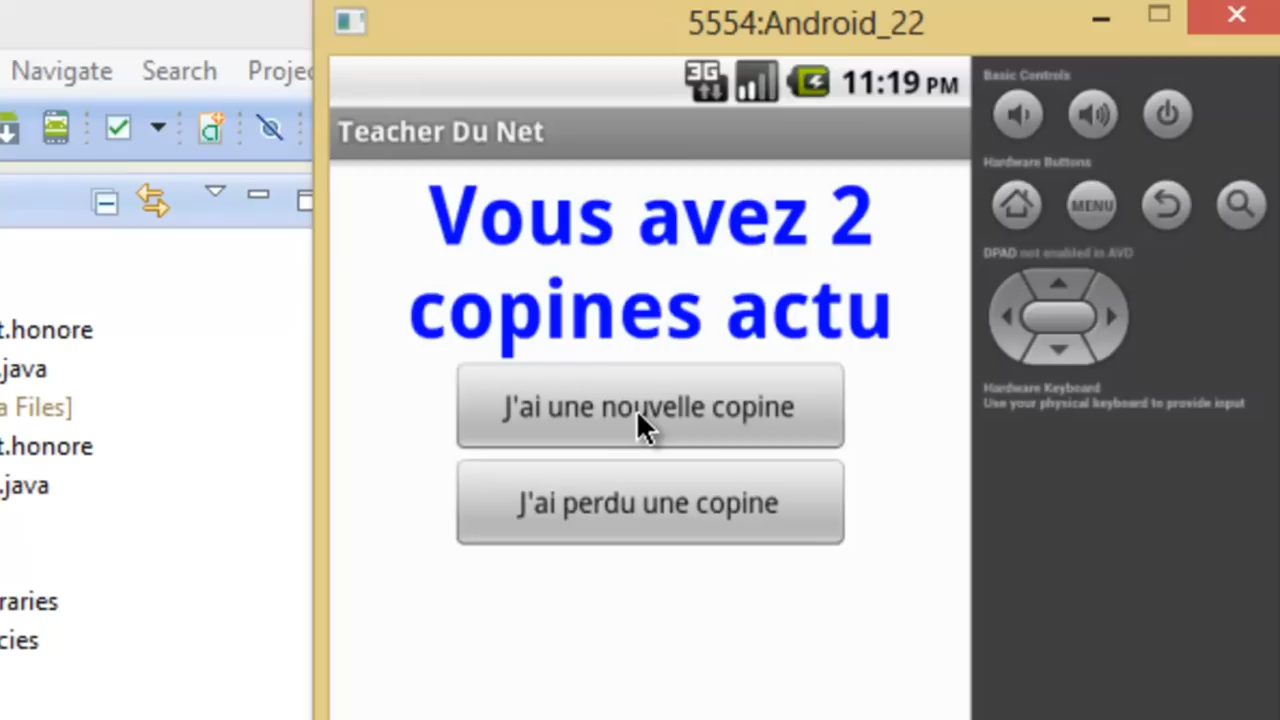 5554:Android_22
Navigate Search Projec
11:19 PM
3G
Teacher Du Net
Vous avez 2
copines actu
J'ai une nouvelle copine
J'ai perdu une copine
Basic Controls
Hardware Buttons
MENU
DPAD not enabled in AVD
Hardware Keyboard
Use your physical keyboard to provide input
t.honore
.java
a Files]
t.honore
.java
raries
cies